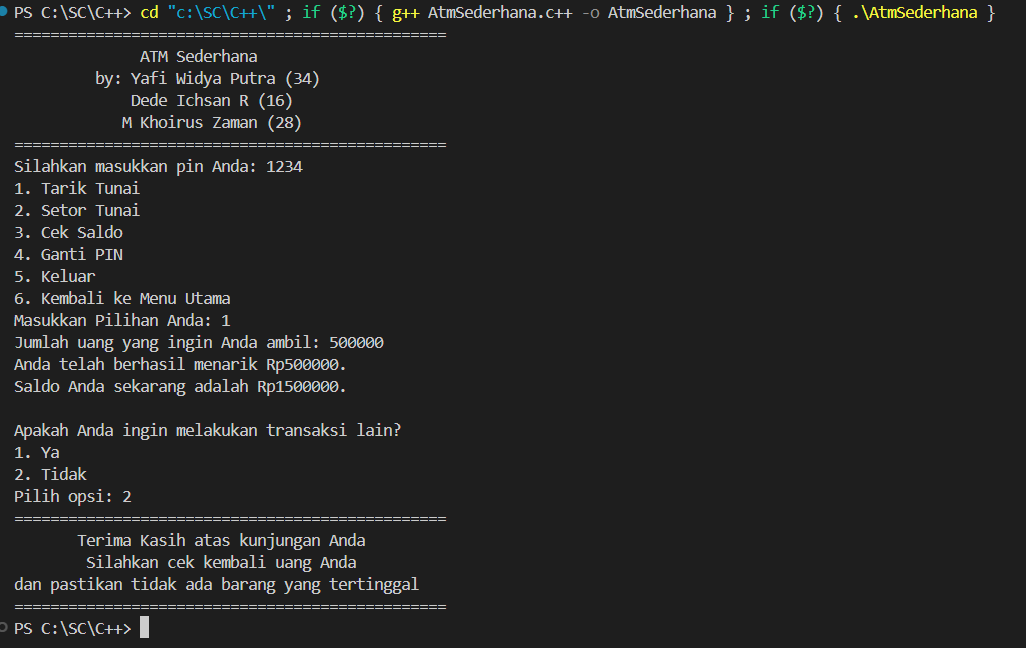 PS C:\SC\C++> cd "c:\SC\C++\" ; if ($?) { g++ AtmSederhana.c++ -o AtmSederhana } ; if ($?) { .\AtmSederhana }
================================================
ATM Sederhana
by: Yafi Widya Putra (34)
Dede Ichsan R (16)
M Khoirus Zaman (28)
================================================
Silahkan masukkan pin Anda: 1234
1. Tarik Tunai
2. Setor Tunai
3. Cek Saldo
4. Ganti PIN
5. Keluar
6. Kembali ke Menu Utama
Masukkan Pilihan Anda: 1
Jumlah uang yang ingin Anda ambil: 500000
Anda telah berhasil menarik Rp500000.
Saldo Anda sekarang adalah Rp1500000.
Apakah Anda ingin melakukan transaksi lain?
1. Ya
2. Tidak
Pilih opsi: 2
================================================
Terima Kasih atas kunjungan Anda
Silahkan cek kembali uang Anda
dan pastikan tidak ada barang yang tertinggal
================================================
PS C:\SC\C++>